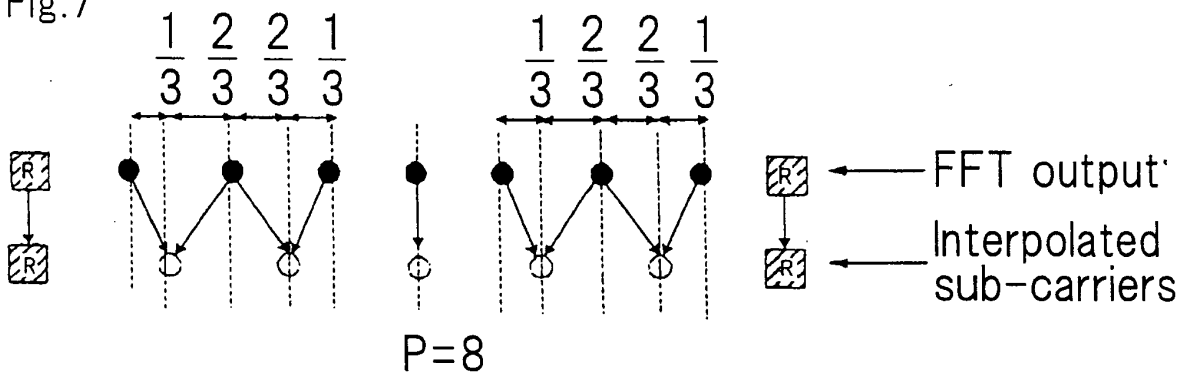 Fig.7
1/3 2/3 2/3 1/3 1/3 2/3 2/3 1/3
R R FFT output
R R Interpolated
sub-carriers
P=8